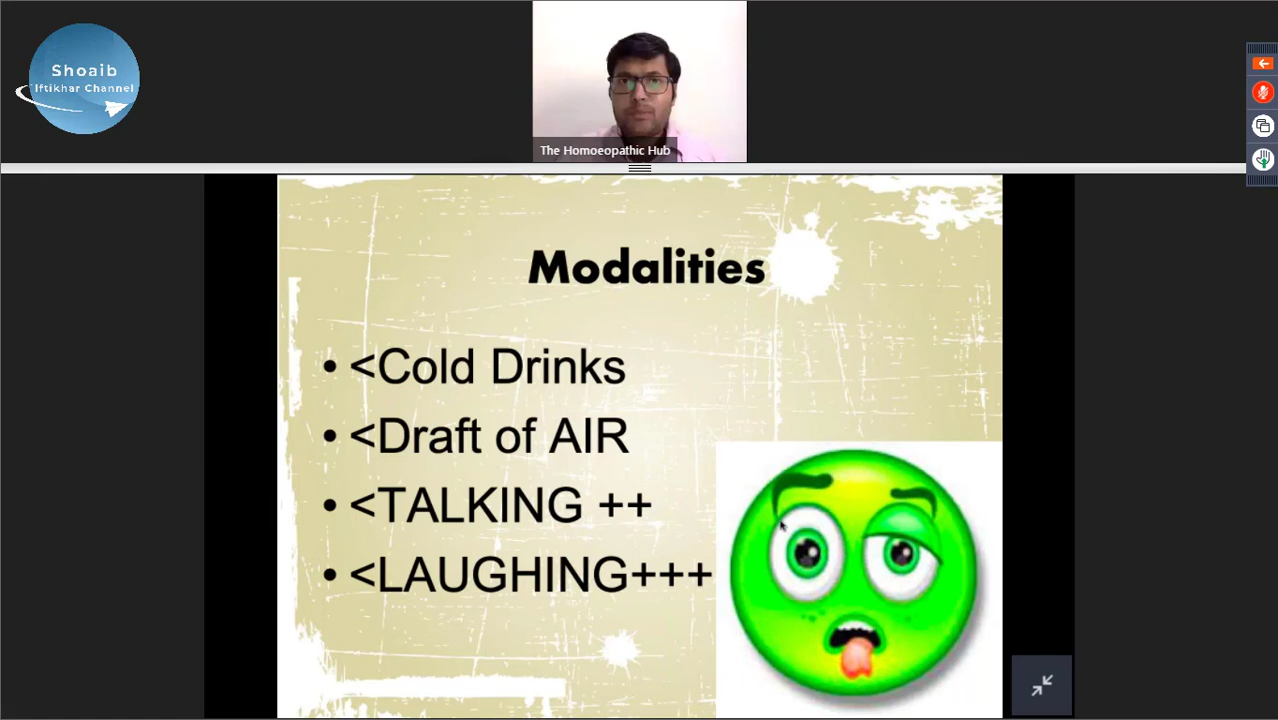 Shoaib
Iftikhar Channel
The Homoeopathic Hub
Modalities
• <Cold Drinks
• <Draft of AIR
• <TALKING ++
• <LAUGHING+++